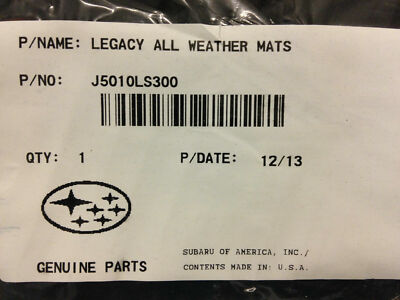 P/NAME: LEGACY ALL WEATHER MATS
P/NO: J5010LS300
QTY: 1 P/DATE: 12/13
SUBARU OF AMERICA, INC./
GENUINE PARTS CONTENTS MADE IN: U.S.A.